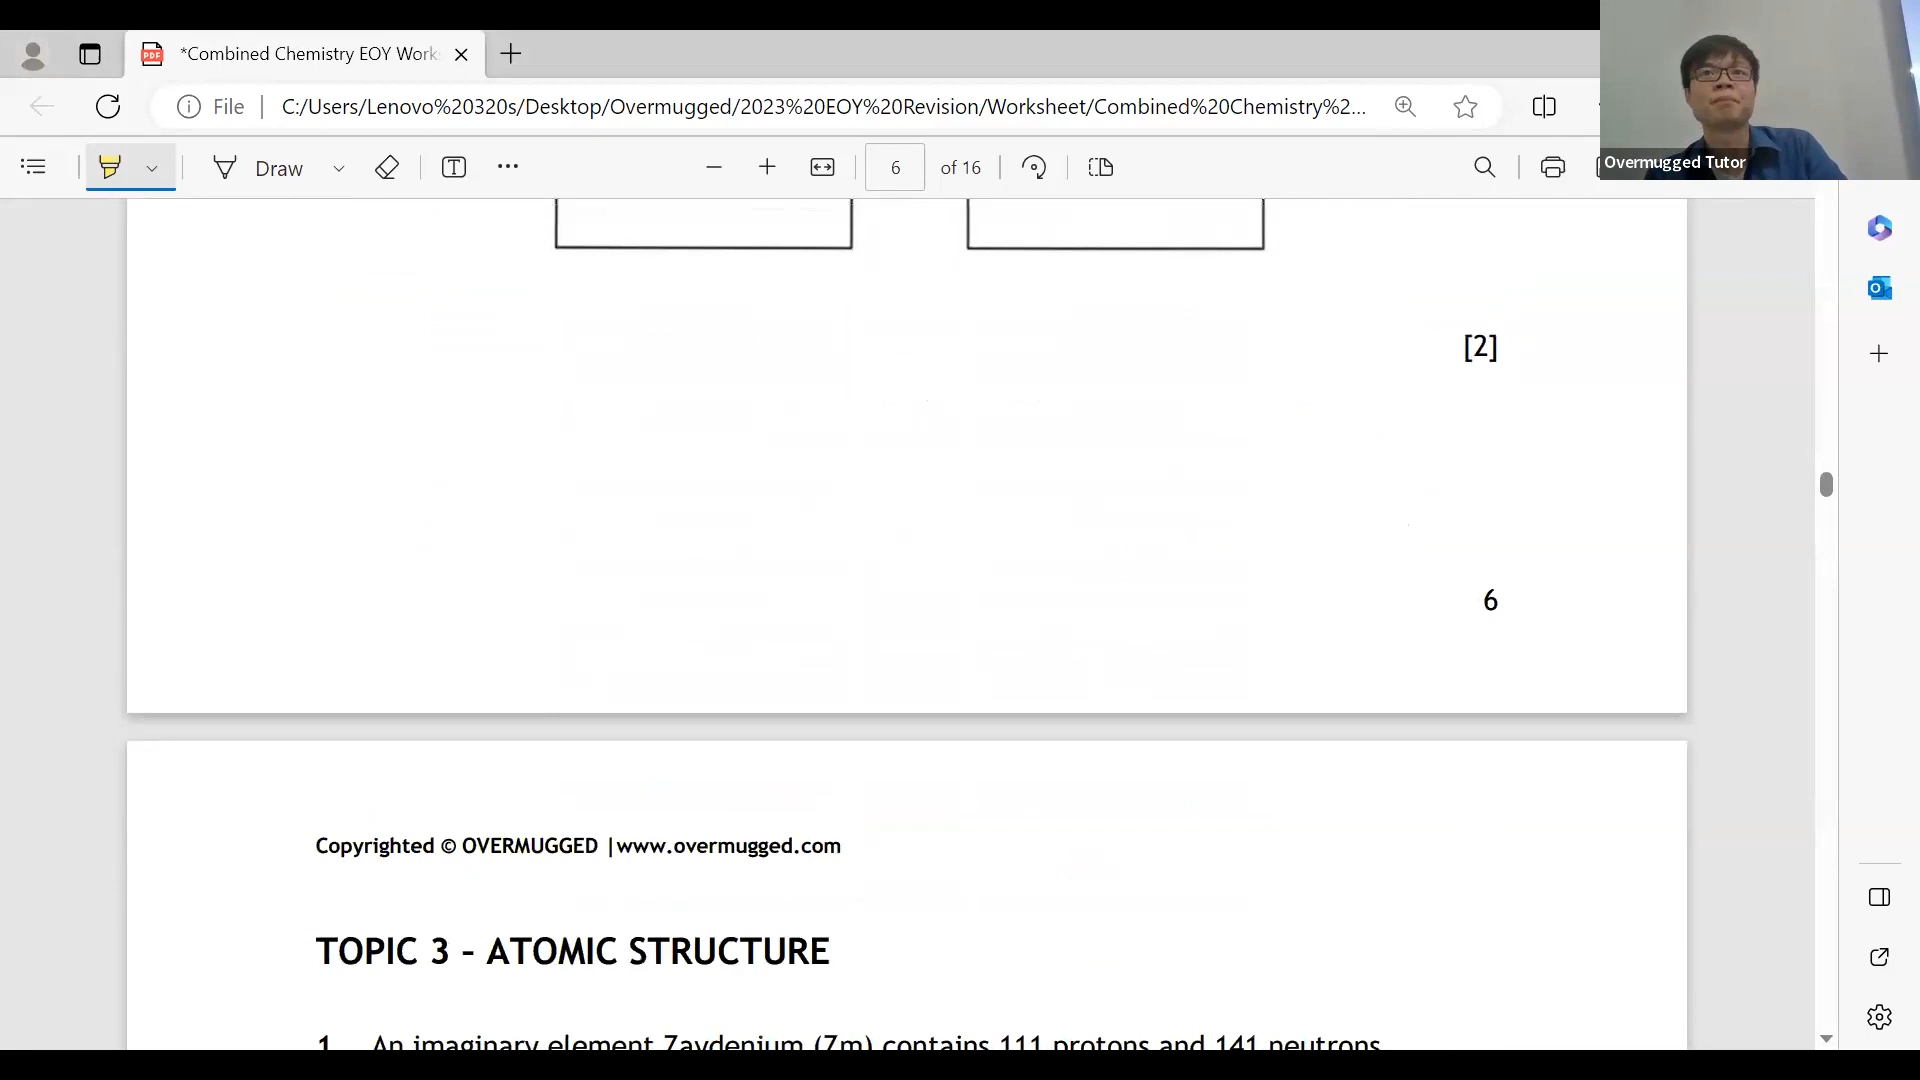 *Combined Chemistry EOY Work
File
C:/Users/Lenovo%20320s/Desktop/Overmugged/2023%20EOY%20Revision/Worksheet/Combined%20Chemistry%2...
Draw
6 of 16
Overmugged Tutor
[2]
6
Copyrighted © OVERMUGGED |www.overmugged.com
TOPIC 3 – ATOMIC STRUCTURE
1 An imaginary element Zaydenium (Zm) contains 111 protons and 141 neutrons